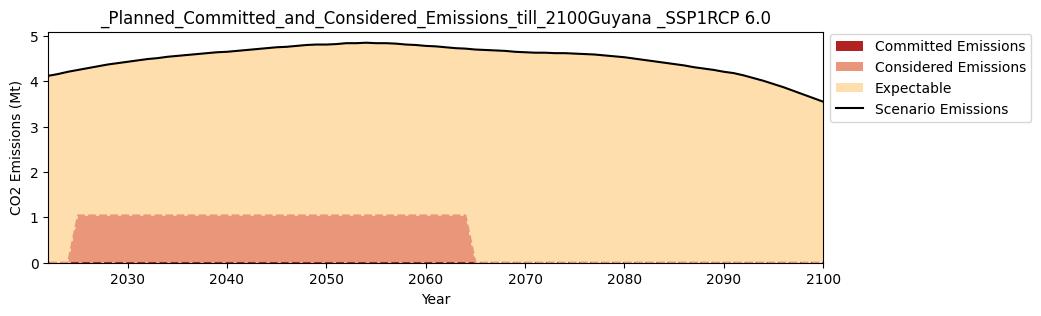 _Planned_Committed_and_Considered_Emissions_till_2100Guyana _SSP1RCP 6.0
CO2 Emissions (Mt)
5
4
3
2
1
0
2030 2040 2050 2060 2070 2080 2090 2100
Year
Committed Emissions
Considered Emissions
Expectable
Scenario Emissions